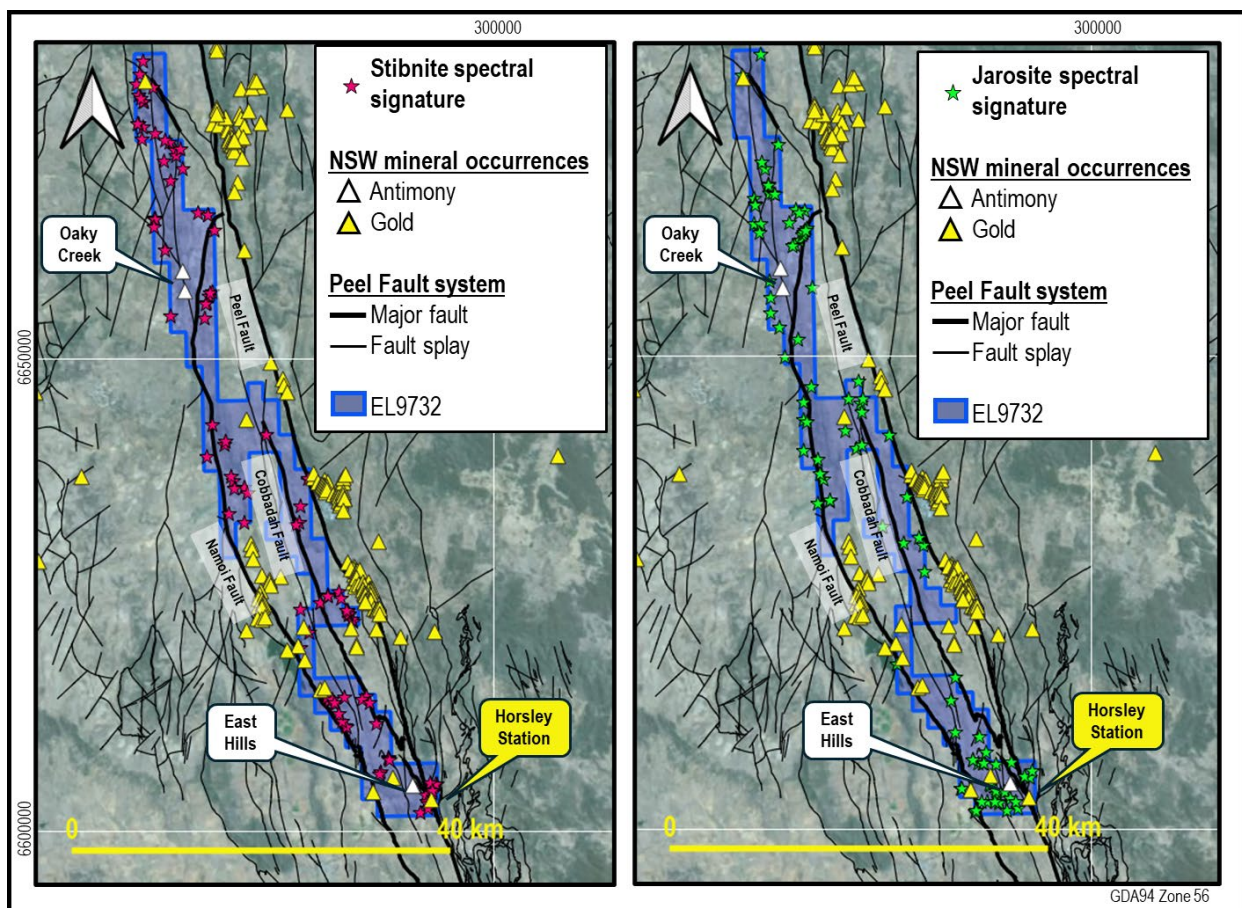 300000
300000
6650000
6600000
Stibnite spectral
signature
NSW mineral occurrences
Antimony
Gold
Peel Fault system
Major fault
Fault splay
EL9732
Oaky
Creek
Peel Fault
Cobbadah Fault
Namoi Fault
East
Hills
Horsley
Station
0
40 km
Jarosite spectral
signature
NSW mineral occurrences
Antimony
Gold
Peel Fault system
Major fault
Fault splay
EL9732
Oaky
Creek
Peel Fault
Cobbadah Fault
Namoi Fault
East
Hills
Horsley
Station
0
40 km
GDA94 Zone 56